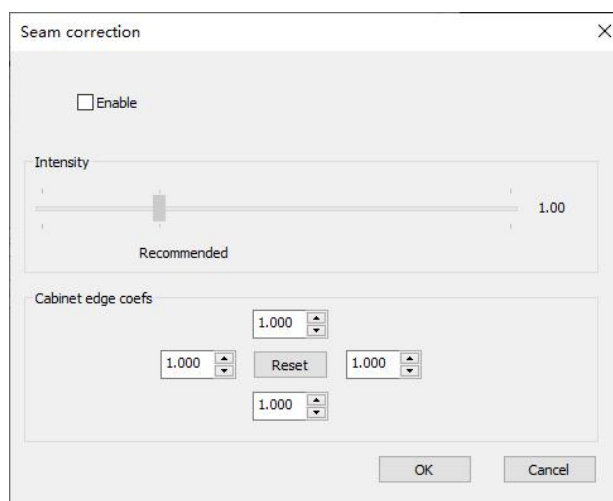 Seam correction
Enable
Intensity
1.00
Recommended
Cabinet edge coefs
1.000
1.000 Reset 1.000
1.000
OK Cancel